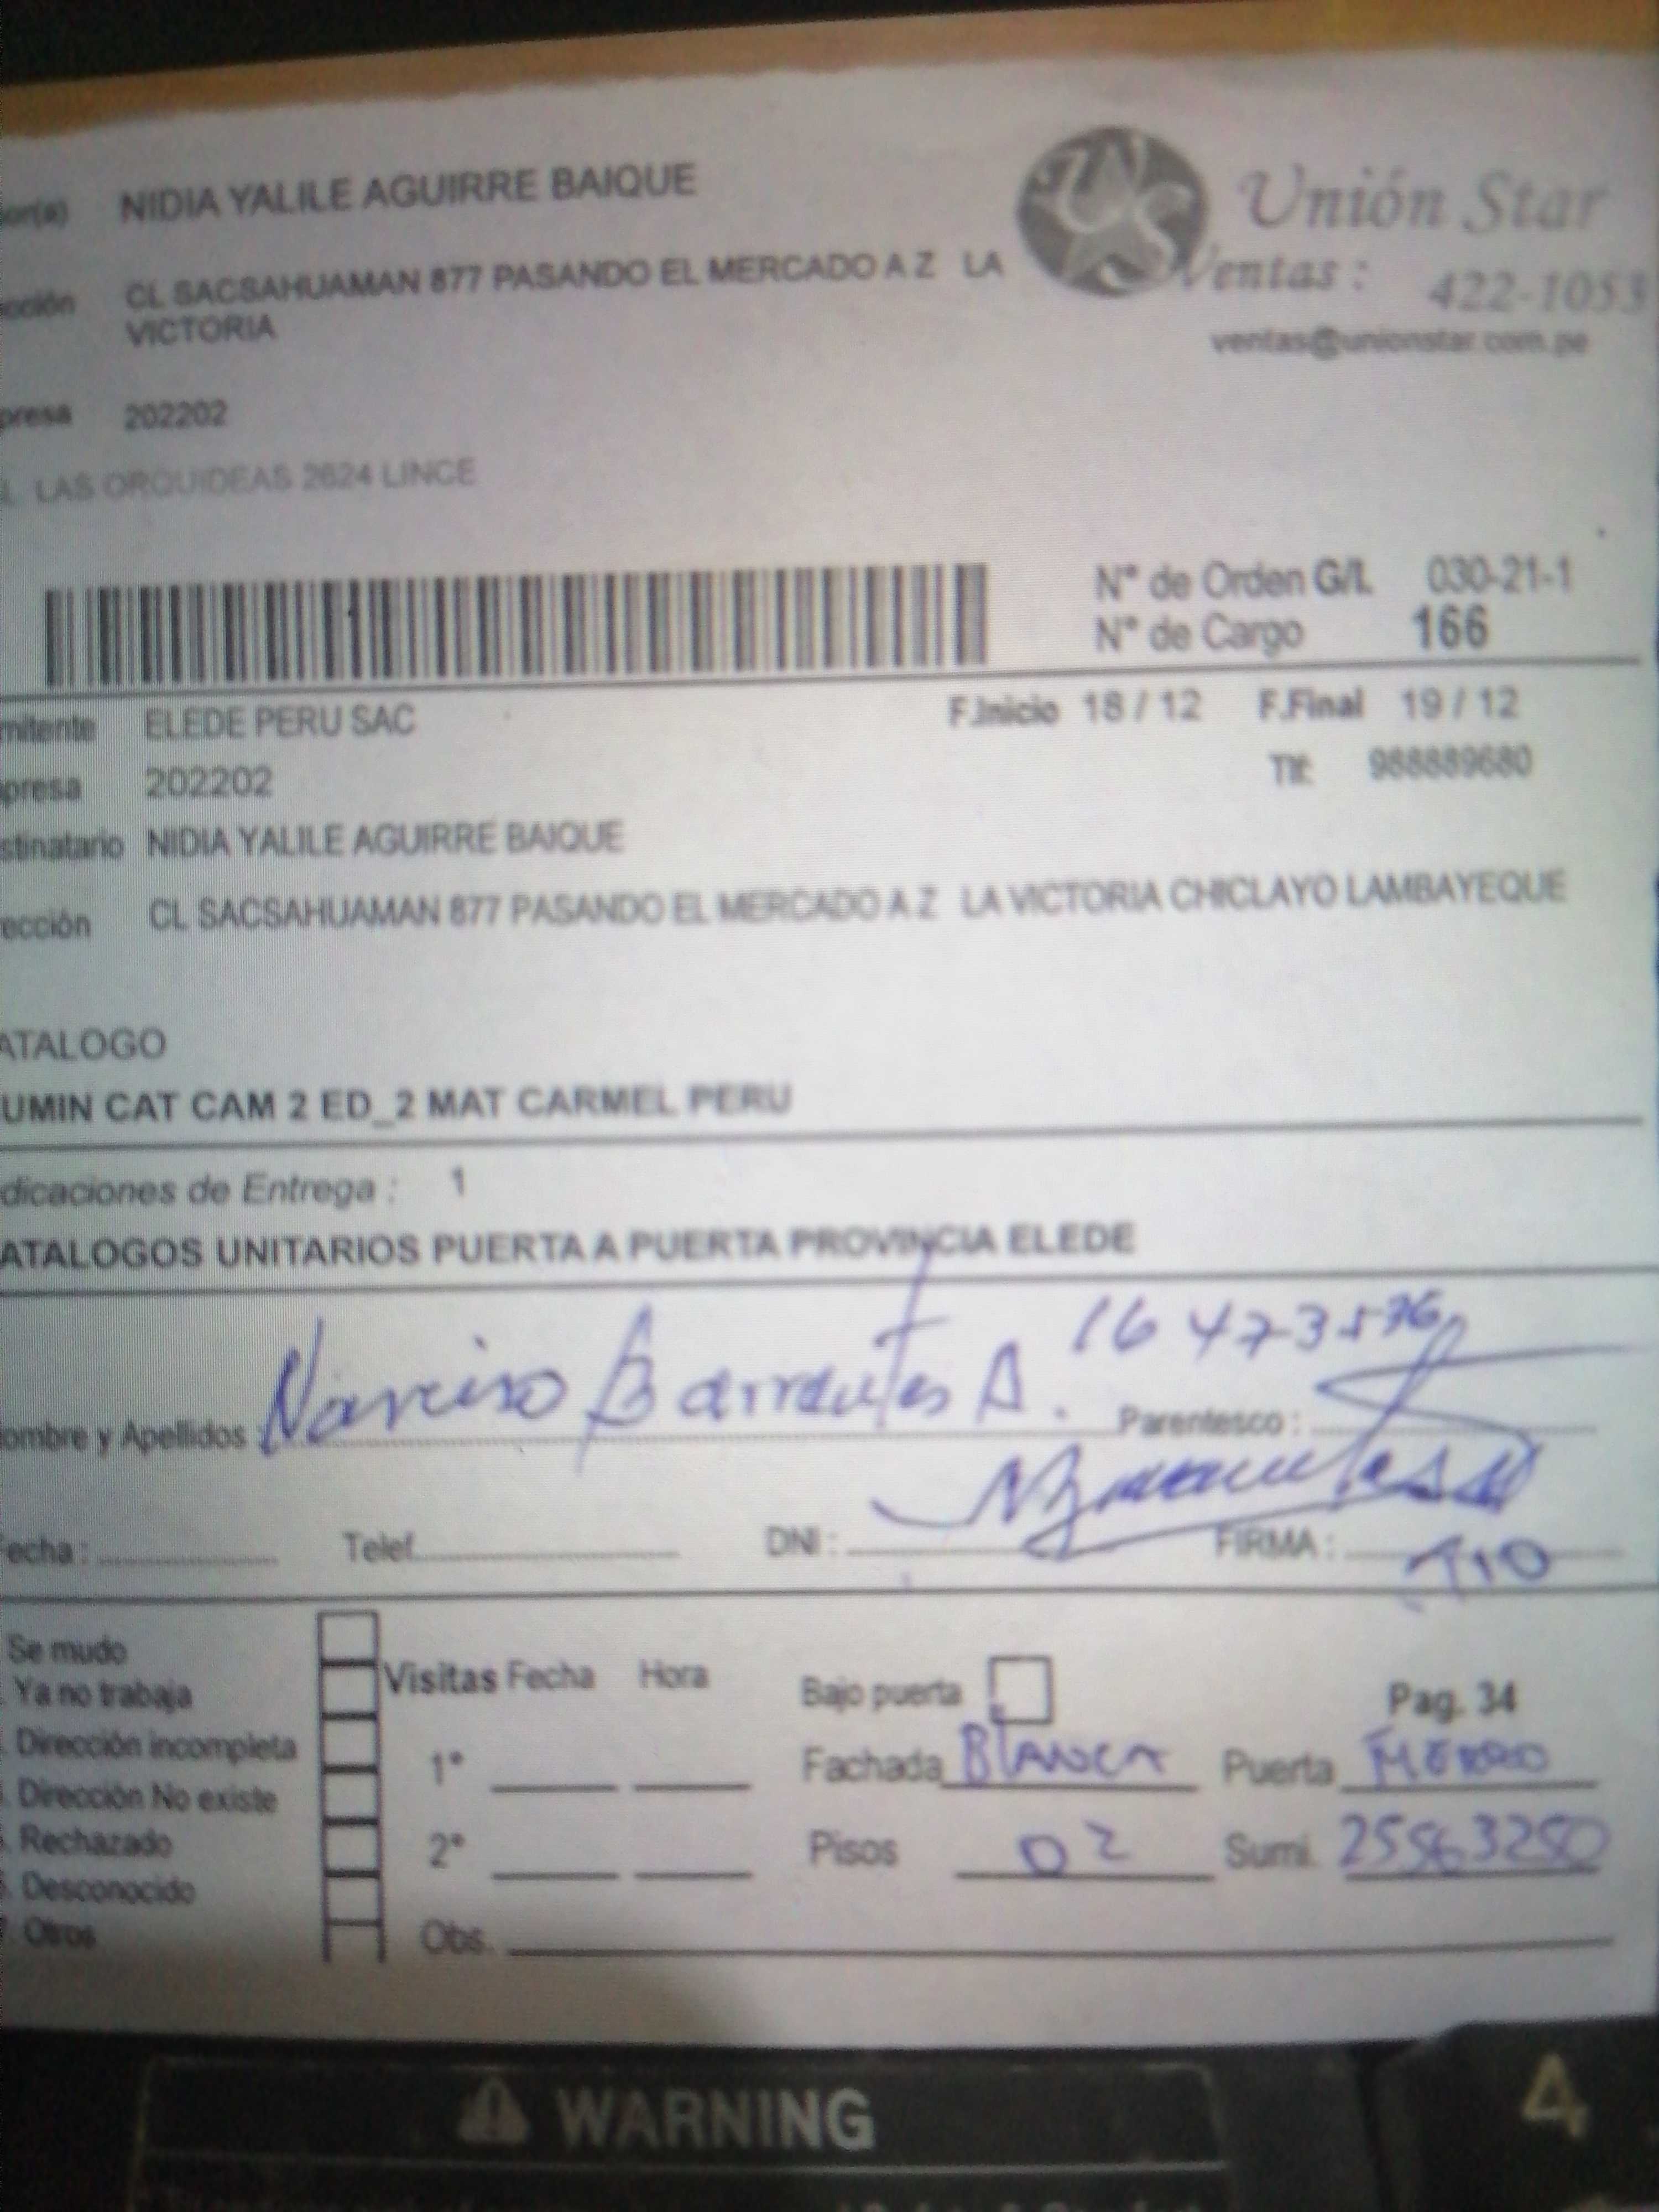 NIDIA YALILE AGUIRRE BAIQUE
Unión Star
CL SACSAHUAMAN 877 PASANDO EL MERCADO A Z LA
VICTORIA
Ventas: 422-1053
ventas@unionstar.com.pe
presa 202202
LAS ORQUIDEAS 2624 LINCE
N° de Orden G/L 030-21-1
N° de Cargo 166
mitente ELEDE PERU SAC F.Inicio 18 / 12 F.Final 19 / 12
presa 202202 Tlf: 988889680
stinatario NIDIA YALILE AGUIRRE BAIQUE
ección CL SACSAHUAMAN 877 PASANDO EL MERCADO A Z LA VICTORIA CHICLAYO LAMBAYEQUE
ATALOGO
UMIN CAT CAM 2 ED_2 MAT CARMEL PERU
dicaciones de Entrega : 1
ATALOGOS UNITARIOS PUERTA A PUERTA PROVINCIA ELEDE
16473576
ombre y Apellidos Narciso Barrantes A. Parentesco :
echa : Telef. DNI : FIRMA : TIO
Se mudo
Ya no trabaja Visitas Fecha Hora Bajo puerta Pag. 34
Dirección incompleta 1° Fachada BLANCA Puerta FIERRO
Dirección No existe
Rechazado 2° Pisos 02 Sumi.
Desconocido
Otros Obs.
WARNING
4